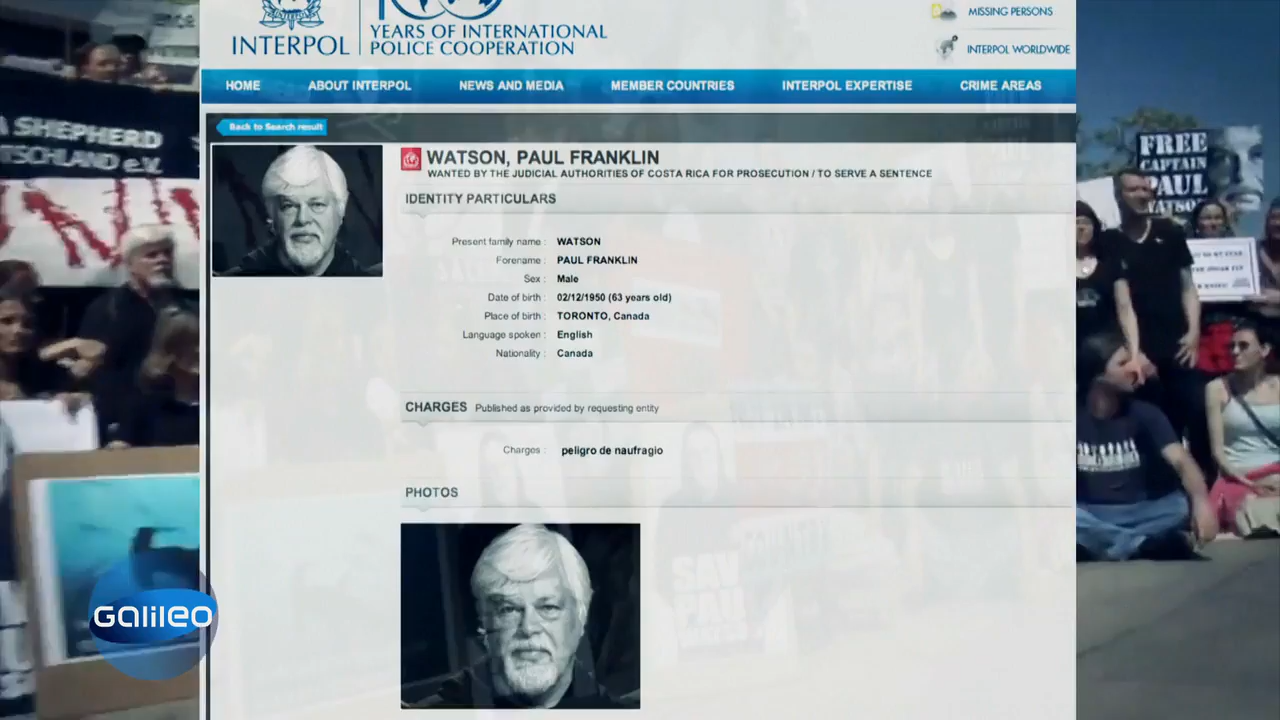 INTERPOL
100
YEARS OF INTERNATIONAL
POLICE COOPERATION
MISSING PERSONS
INTERPOL WORLDWIDE
HOME ABOUT INTERPOL NEWS AND MEDIA MEMBER COUNTRIES INTERPOL EXPERTISE CRIME AREAS
Back to Search result
WATSON, PAUL FRANKLIN
WANTED BY THE JUDICIAL AUTHORITIES OF COSTA RICA FOR PROSECUTION / TO SERVE A SENTENCE
IDENTITY PARTICULARS
Present family name : WATSON
Forename : PAUL FRANKLIN
Sex : Male
Date of birth : 02/12/1950 (63 years old)
Place of birth : TORONTO, Canada
Language spoken : English
Nationality : Canada
CHARGES Published as provided by requesting entity
Charges : peligro de naufragio
PHOTOS
SHEPHERD
TSCHLAND e.V.
FREE
CAPTAIN
PAUL
WATSON
SAV
PAUL
Galileo